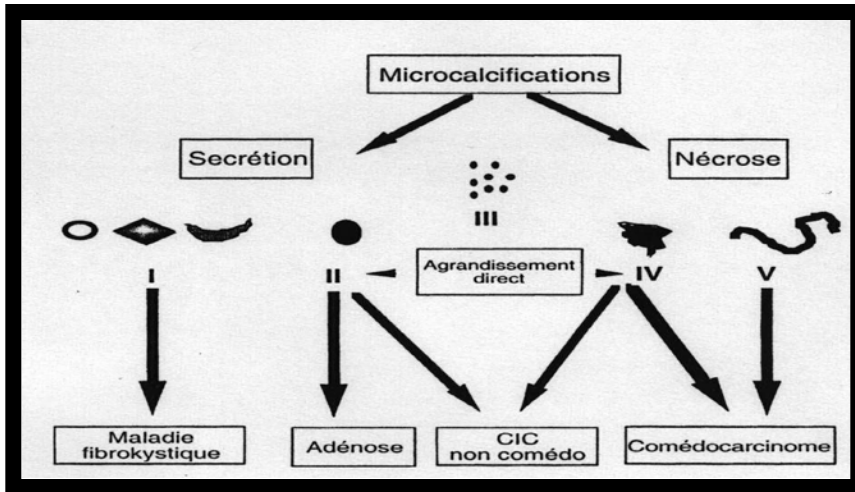 Microcalcifications
Secrétion
Nécrose
III
Agrandissement
direct
I
II
IV
V
Maladie
fibrokystique
Adénose
CIC
non comédo
Comédocarcinome